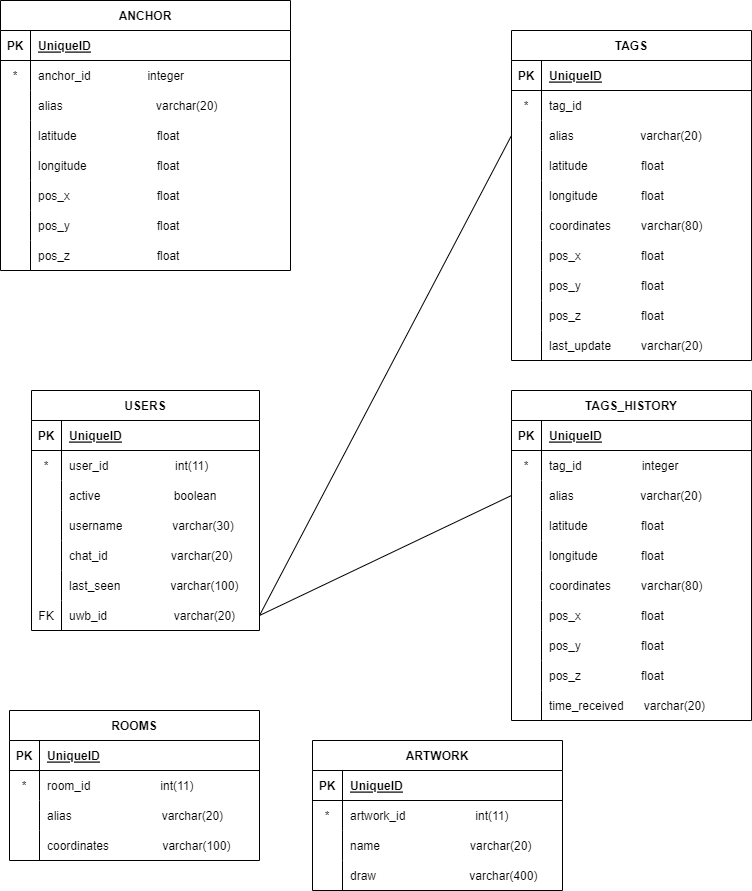 ANCHOR
PK UniqueID
* anchor_id integer
alias varchar(20)
latitude float
longitude float
pos_x float
pos_y float
pos_z float
TAGS
PK UniqueID
* tag_id
alias varchar(20)
latitude float
longitude float
coordinates varchar(80)
pos_x float
pos_y float
pos_z float
last_update varchar(20)
USERS
PK UniqueID
* user_id int(11)
active boolean
username varchar(30)
chat_id varchar(20)
last_seen varchar(100)
FK uwb_id varchar(20)
TAGS_HISTORY
PK UniqueID
* tag_id integer
alias varchar(20)
latitude float
longitude float
coordinates varchar(80)
pos_x float
pos_y float
pos_z float
time_received varchar(20)
ROOMS
PK UniqueID
* room_id int(11)
alias varchar(20)
coordinates varchar(100)
ARTWORK
PK UniqueID
* artwork_id int(11)
name varchar(20)
draw varchar(400)